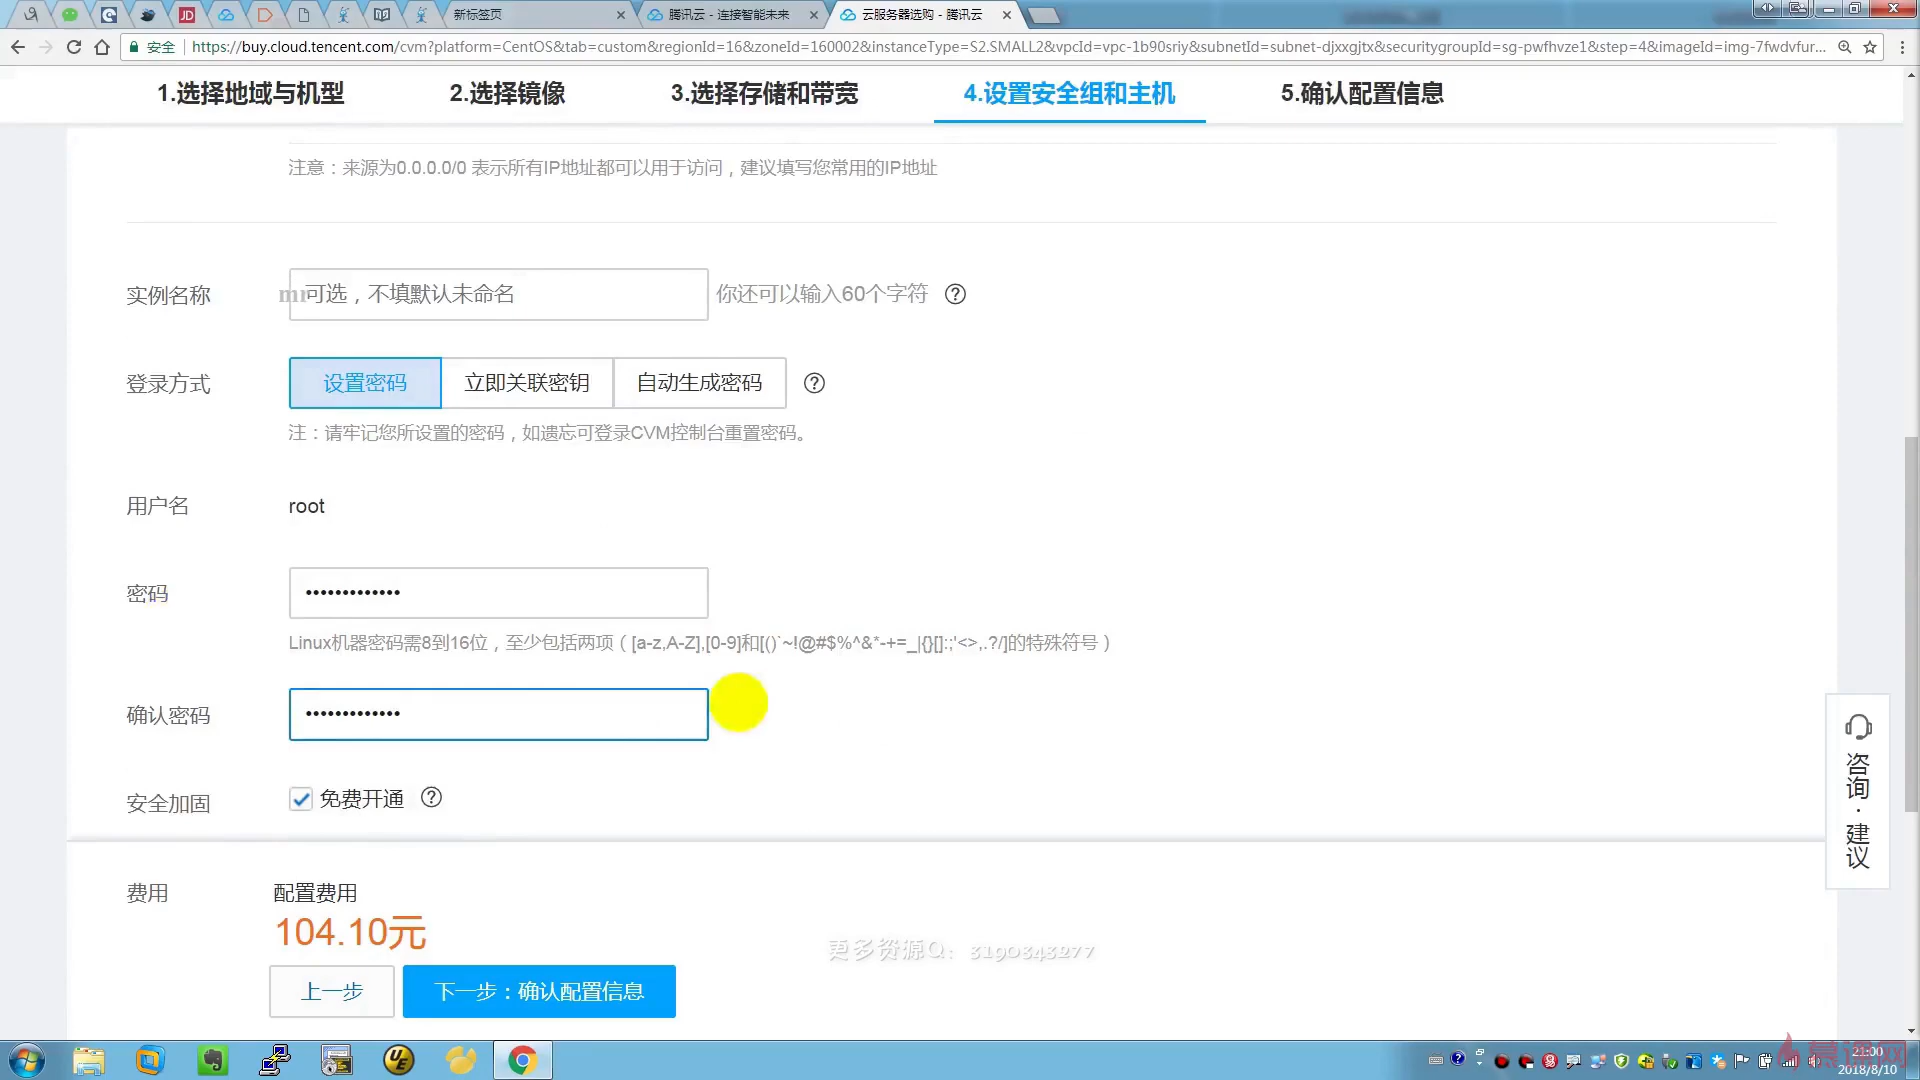 新标签页
腾讯云 - 连接智能未来
云服务器选购 - 腾讯云
安全
https://buy.cloud.tencent.com/cvm?platform=CentOS&tab=custom&regionId=16&zoneId=160002&instanceType=S2.SMALL2&vpcId=vpc-1b90sriy&subnetId=subnet-djxxgjtx&securitygroupId=sg-pwfhvze1&step=4&imageId=img-7fwdvfur...
1.选择地域与机型
2.选择镜像
3.选择存储和带宽
4.设置安全组和主机
5.确认配置信息
注意：来源为0.0.0.0/0 表示所有IP地址都可以用于访问，建议填写您常用的IP地址
实例名称
可选，不填默认未命名
你还可以输入60个字符
登录方式
设置密码
立即关联密钥
自动生成密码
注：请牢记您所设置的密码，如遗忘可登录CVM控制台重置密码。
用户名
root
密码
•••••••••••••
Linux机器密码需8到16位，至少包括两项（[a-z,A-Z],[0-9]和[()`~!@#$%^&*-+=_|{}[]:;'<>,.?/]的特殊符号）
确认密码
•••••••••••••
安全加固
免费开通
咨询·建议
费用
配置费用
104.10元
更多资源Q：3190343277
上一步
下一步：确认配置信息
慕课网
21:00
2018/8/10